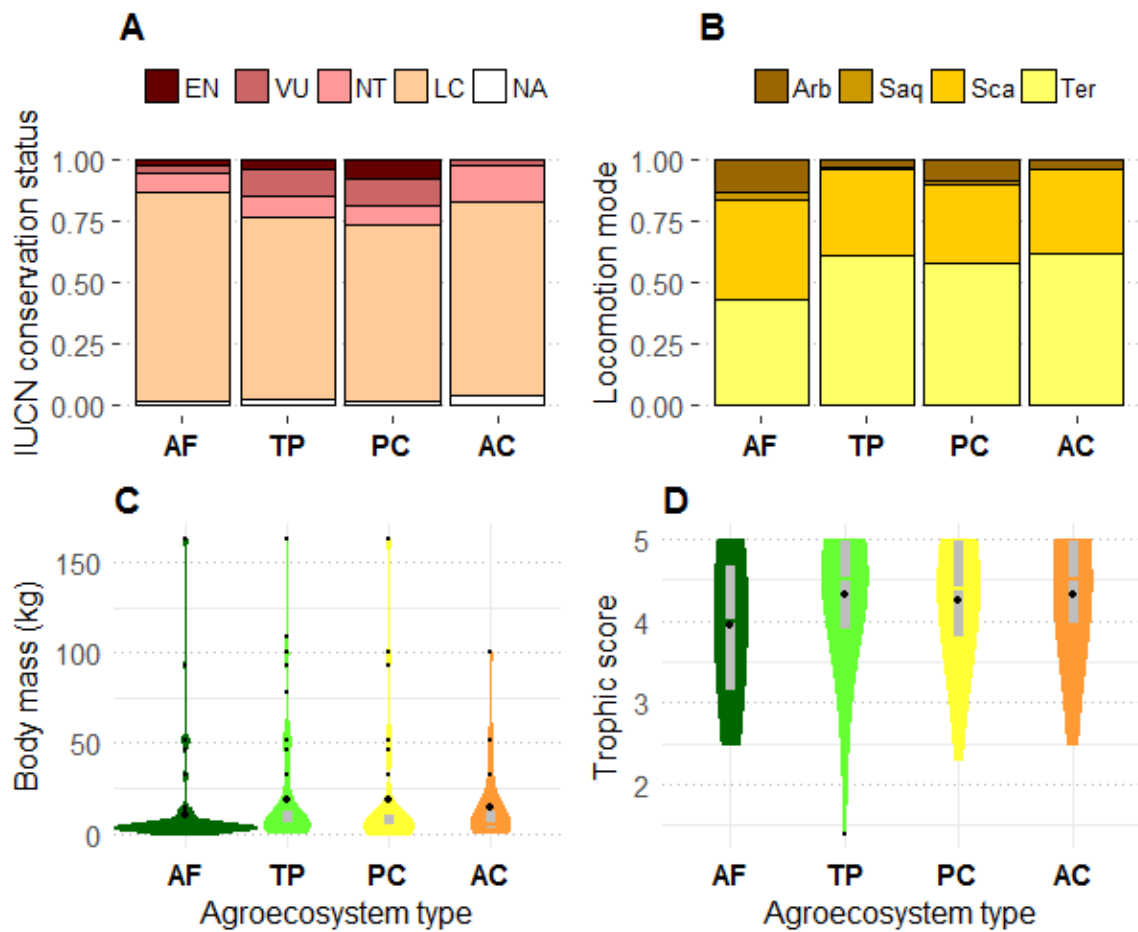 A
EN VU NT LC NA
IUCN conservation status
1.00
0.75
0.50
0.25
0.00
AF TP PC AC
B
Arb Saq Sca Ter
Locomotion mode
1.00
0.75
0.50
0.25
0.00
AF TP PC AC
C
Body mass (kg)
150
100
50
0
AF TP PC AC
Agroecosystem type
D
Trophic score
5
4
3
2
AF TP PC AC
Agroecosystem type